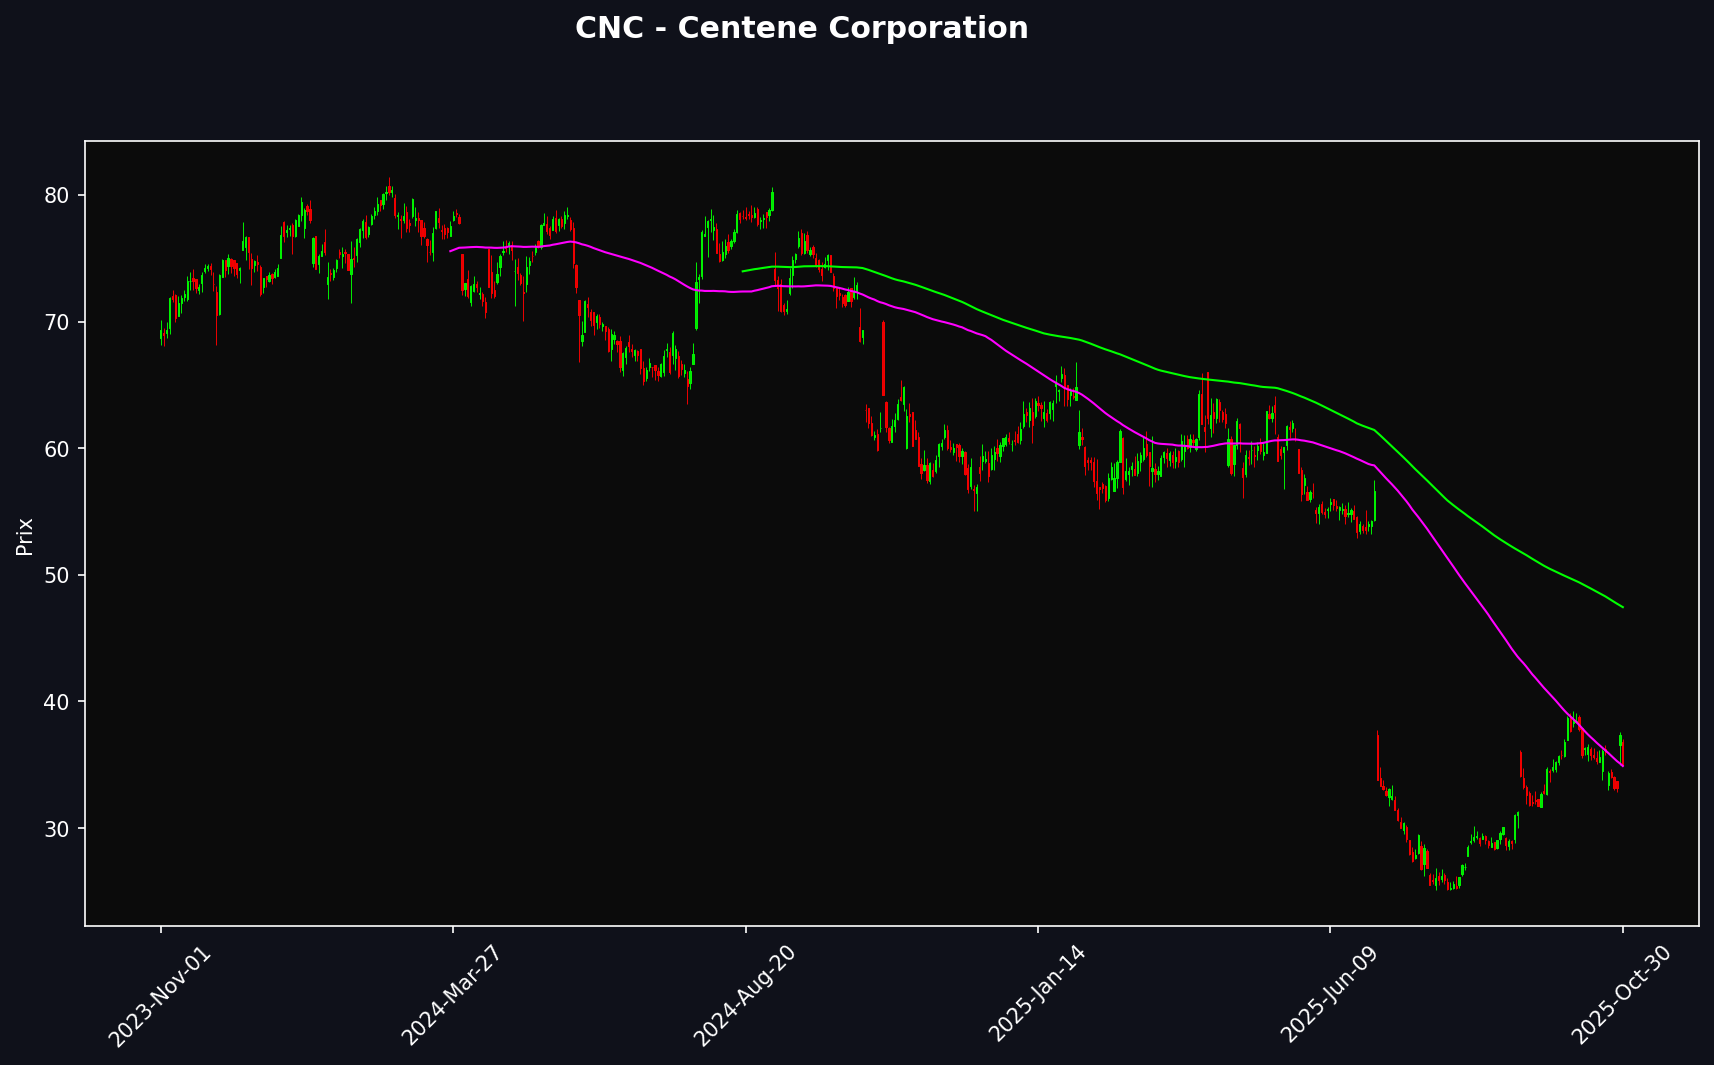 CNC - Centene Corporation
Prix
80
70
60
50
40
30
2023-Nov-01
2024-Mar-27
2024-Aug-20
2025-Jan-14
2025-Jun-09
2025-Oct-30